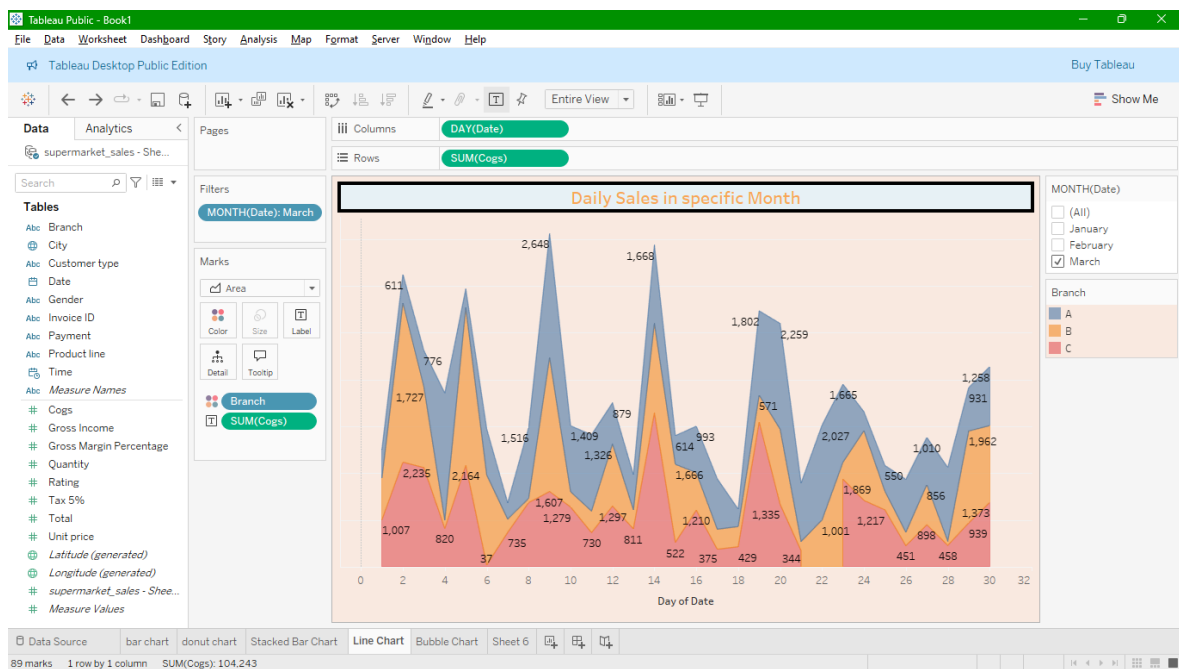 Tableau Public - Book1
File Data Worksheet Dashboard Story Analysis Map Format Server Window Help
Tableau Desktop Public Edition
Buy Tableau
Entire View
Show Me
Data Analytics
supermarket_sales - She...
Search
Tables
Abc Branch
City
Abc Customer type
Date
Abc Gender
Abc Invoice ID
Abc Payment
Abc Product line
Time
Abc Measure Names
# Cogs
# Gross Income
# Gross Margin Percentage
# Quantity
# Rating
# Tax 5%
# Total
# Unit price
Latitude (generated)
Longitude (generated)
# supermarket_sales - Shee...
# Measure Values
Pages
Filters
MONTH(Date): March
Marks
Area
Color Size T Label
Detail Tooltip
Branch
T SUM(Cogs)
Columns DAY(Date)
Rows SUM(Cogs)
Daily Sales in specific Month
2,648
1,668
611
1,802
2,259
776
1,258
1,727
1,665
931
571
879
1,516
1,409
993
2,027
1,962
614
1,326
1,010
2,235
2,164
1,666
550
1,869
856
1,607
1,279
1,297
1,210
1,335
1,217
1,373
1,007
820
735
730
811
1,001
898
939
37
522
375
429
344
451
458
0 2 4 6 8 10 12 14 16 18 20 22 24 26 28 30 32
Day of Date
MONTH(Date)
(All)
January
February
March
Branch
A
B
C
Data Source bar chart donut chart Stacked Bar Chart Line Chart Bubble Chart Sheet 6
89 marks 1 row by 1 column SUM(Cogs): 104,243